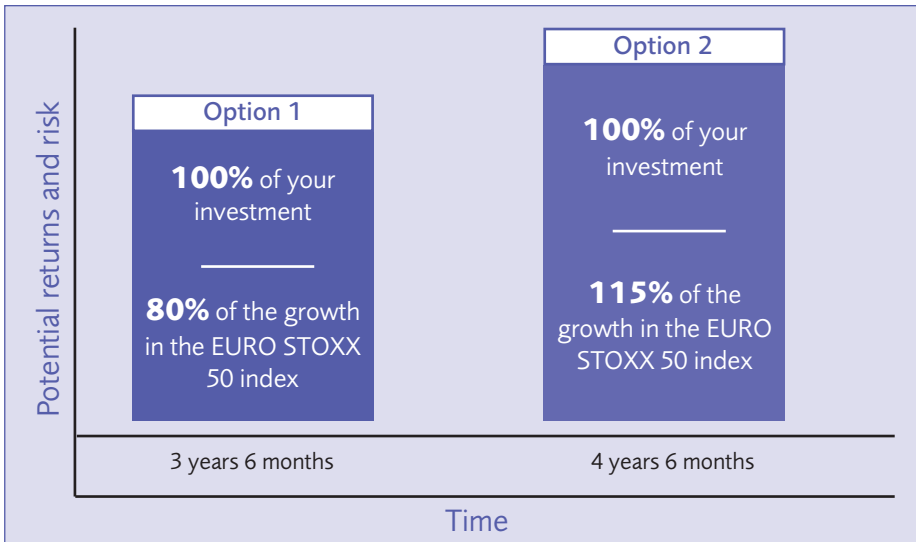 Potential returns and risk
Option 1
100% of your
investment
80% of the growth
in the EURO STOXX
50 index
Option 2
100% of your
investment
115% of the
growth in the EURO
STOXX 50 index
3 years 6 months
4 years 6 months
Time